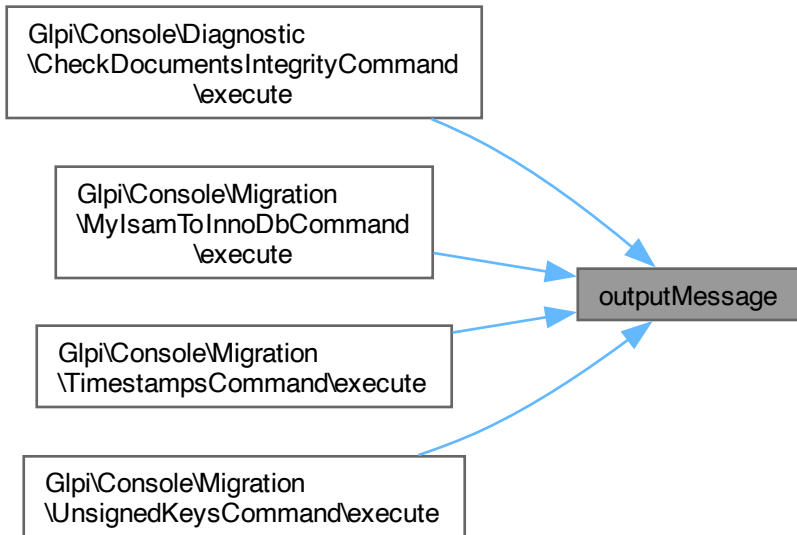 Glpi\Console\Diagnostic
\CheckDocumentsIntegrityCommand
\execute
Glpi\Console\Migration
\MyIsamToInnoDbCommand
\execute
outputMessage
Glpi\Console\Migration
\TimestampsCommand\execute
Glpi\Console\Migration
\UnsignedKeysCommand\execute